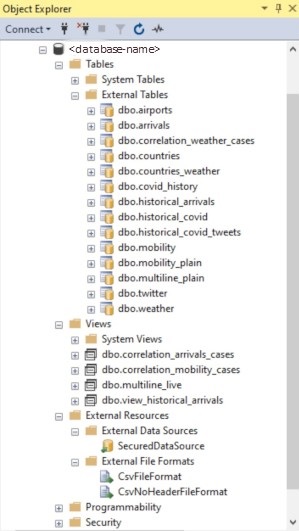 Object Explorer
Connect
<database-name>
Tables
System Tables
External Tables
dbo.airports
dbo.arrivals
dbo.correlation_weather_cases
dbo.countries
dbo.countries_weather
dbo.covid_history
dbo.historical_arrivals
dbo.historical_covid
dbo.historical_covid_tweets
dbo.mobility
dbo.mobility_plain
dbo.multiline_plain
dbo.twitter
dbo.weather
Views
System Views
dbo.correlation_arrivals_cases
dbo.correlation_mobility_cases
dbo.multiline_live
dbo.view_historical_arrivals
External Resources
External Data Sources
SecuredDataSource
External File Formats
CsvFileFormat
CsvNoHeaderFileFormat
Programmability
Security